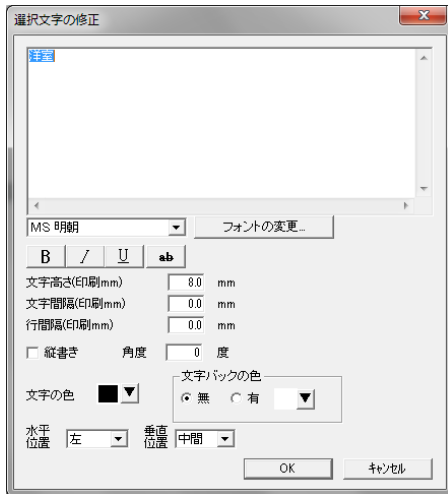 選択文字の修正
洋室
MS 明朝 フォントの変更...
B I U ab
文字高さ(印刷mm) 8.0 mm
文字間隔(印刷mm) 0.0 mm
行間隔(印刷mm) 0.0 mm
縦書き 角度 0 度
文字の色 文字バックの色
無 有
水平位置 左 垂直位置 中間
OK キャンセル